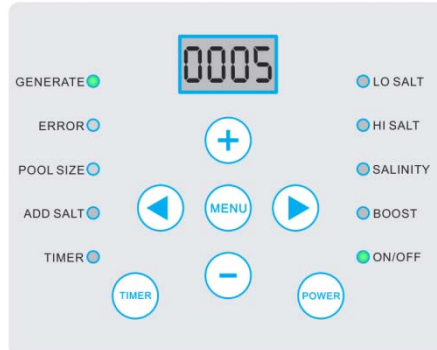 0005
GENERATE
LO SALT
ERROR
+
HI SALT
POOL SIZE
MENU
SALINITY
ADD SALT
BOOST
TIMER
−
ON/OFF
TIMER
POWER